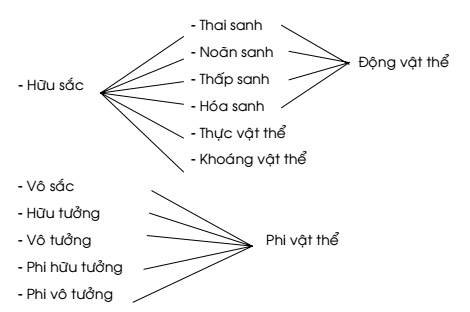 - Thai sanh
- Noãn sanh
Động vật thể
- Hữu sắc
- Thấp sanh
- Hóa sanh
- Thực vật thể
- Khoáng vật thể
- Vô sắc
- Hữu tưởng
- Vô tưởng
Phi vật thể
- Phi hữu tưởng
- Phi vô tưởng